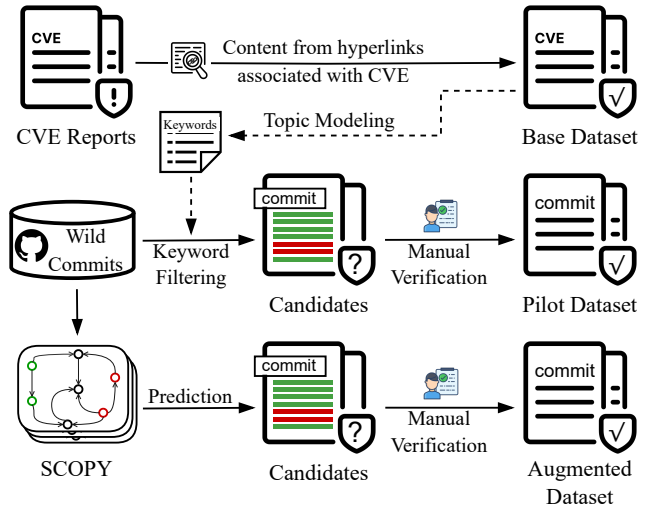 CVE
CVE Reports
Content from hyperlinks
associated with CVE
CVE
Base Dataset
Keywords
Topic Modeling
Wild
Commits
Keyword
Filtering
commit
?
Candidates
Manual
Verification
commit
Pilot Dataset
SCOPY
Prediction
commit
?
Candidates
Manual
Verification
commit
Augmented
Dataset